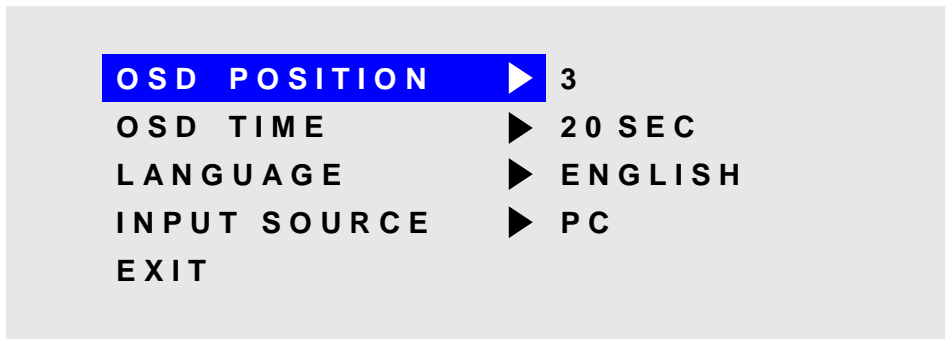 OSD POSITION ▶ 3
OSD TIME ▶ 20 SEC
LANGUAGE ▶ ENGLISH
INPUT SOURCE ▶ PC
EXIT